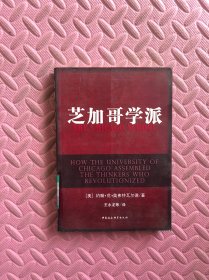 芝加哥学派
HOW THE UNIVERSITY OF
CHICAGO ASSEMBLED
THE THINKERS WHO
REVOLUTIONIZED
[美] 约翰·范·奥弗特瓦尔德/著
王永龙等/译
中国社会科学出版社